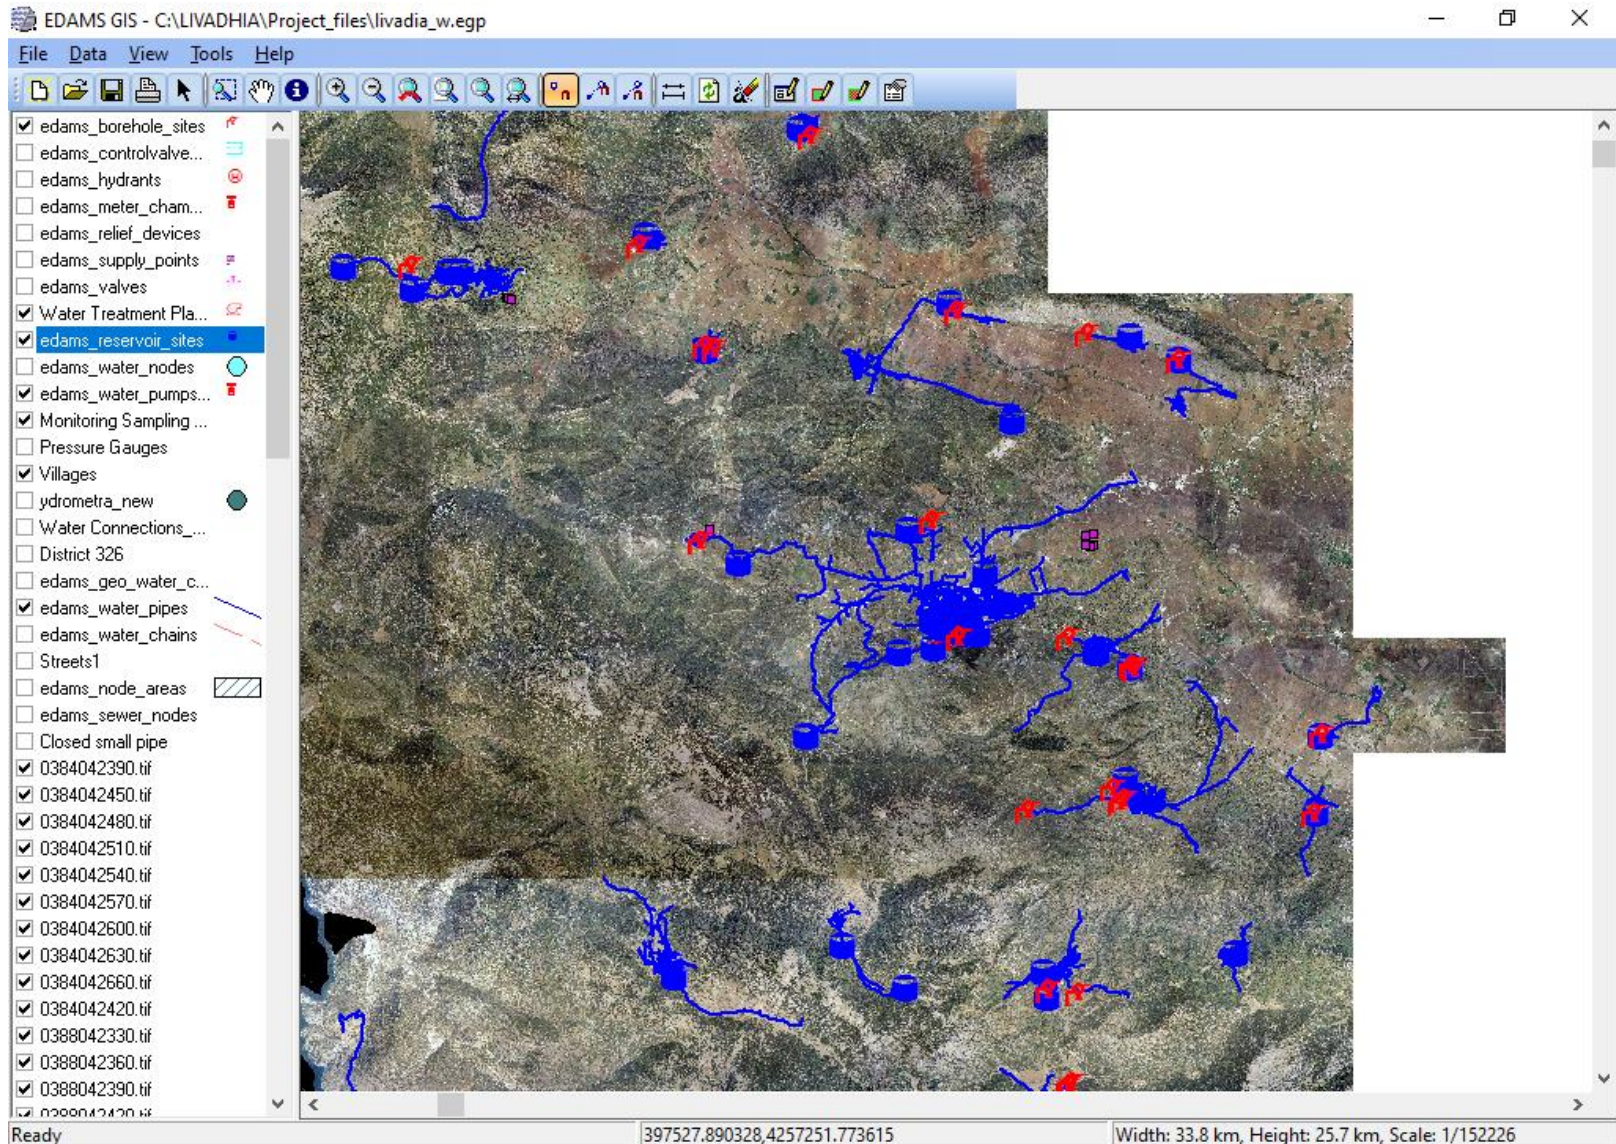 EDAMS GIS - C:\LIVADHIA\Project_files\livadia_w.egp
File Data View Tools Help
edams_borehole_sites
edams_controlvalve...
edams_hydrants
edams_meter_cham...
edams_relief_devices
edams_supply_points
edams_valves
Water Treatment Pla...
edams_reservoir_sites
edams_water_nodes
edams_water_pumps...
Monitoring Sampling ...
Pressure Gauges
Villages
ydrometra_new
Water Connections_...
District 326
edams_geo_water_c...
edams_water_pipes
edams_water_chains
Streets1
edams_node_areas
edams_sewer_nodes
Closed small pipe
0384042390.tif
0384042450.tif
0384042480.tif
0384042510.tif
0384042540.tif
0384042570.tif
0384042600.tif
0384042630.tif
0384042660.tif
0384042420.tif
0388042330.tif
0388042360.tif
0388042390.tif
0388042420.tif
Ready 397527.890328,4257251.773615 Width: 33.8 km, Height: 25.7 km, Scale: 1/152226